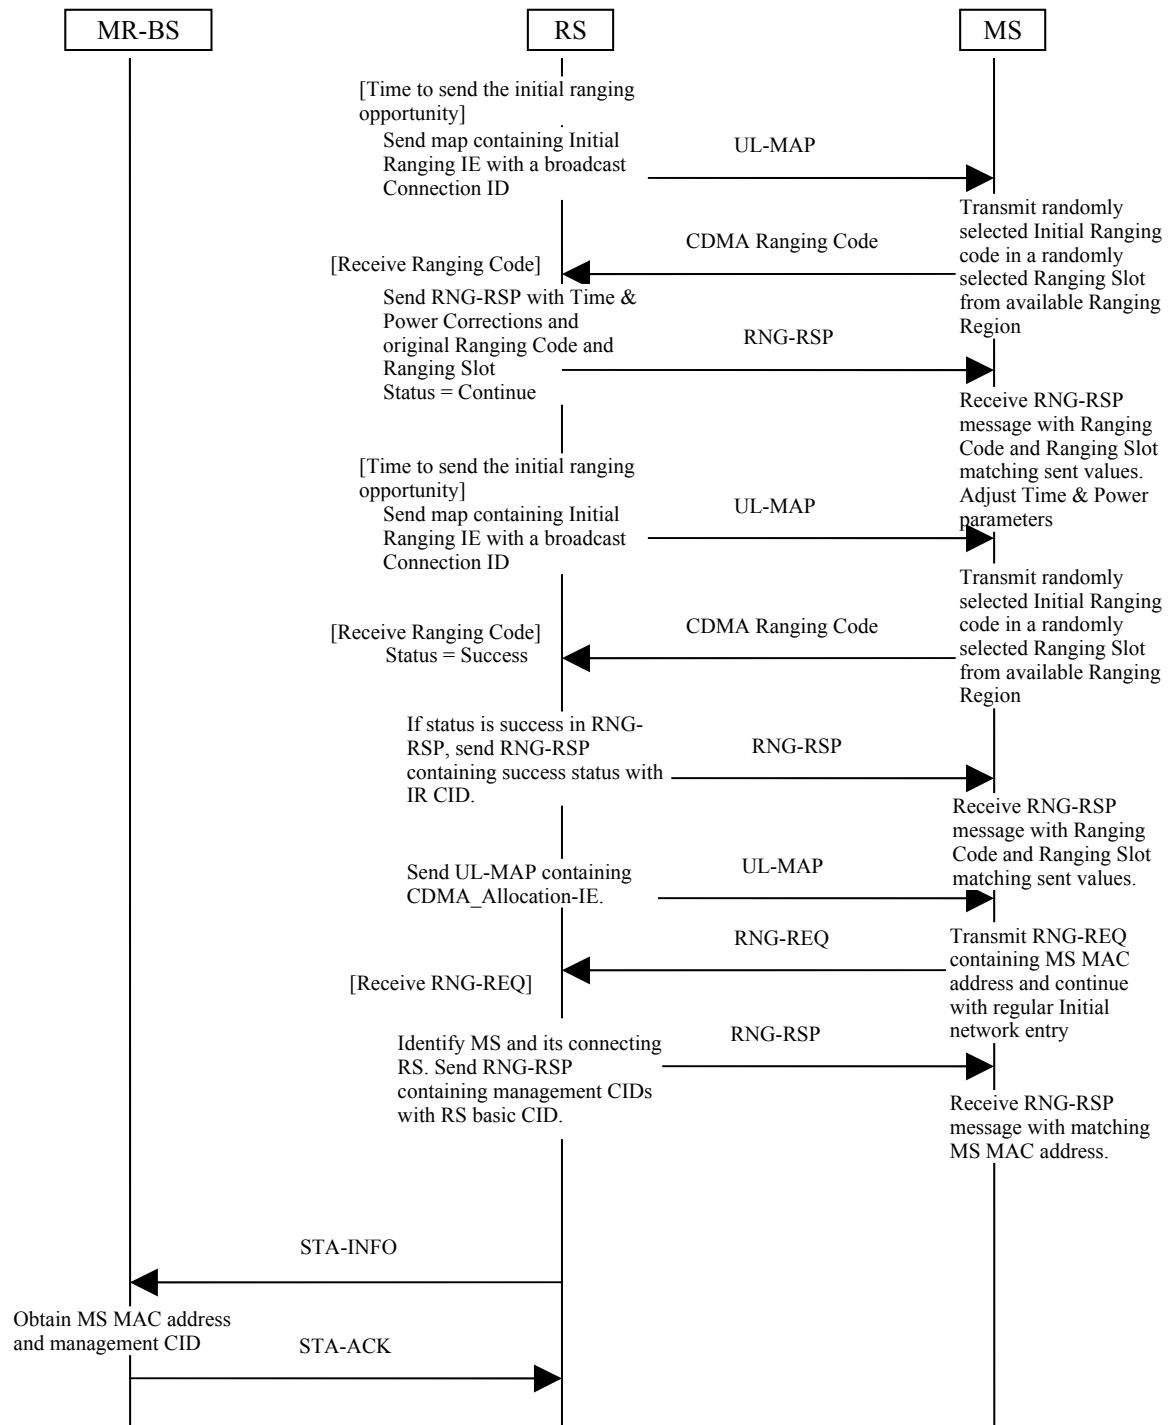 MR-BS
RS
MS
[Time to send the initial ranging
opportunity]
Send map containing Initial
Ranging IE with a broadcast
Connection ID
UL-MAP
Transmit randomly
selected Initial Ranging
code in a randomly
selected Ranging Slot
from available Ranging
Region
CDMA Ranging Code
[Receive Ranging Code]
Send RNG-RSP with Time &
Power Corrections and
original Ranging Code and
Ranging Slot
Status = Continue
RNG-RSP
Receive RNG-RSP
message with Ranging
Code and Ranging Slot
matching sent values.
Adjust Time & Power
parameters
[Time to send the initial ranging
opportunity]
Send map containing Initial
Ranging IE with a broadcast
Connection ID
UL-MAP
Transmit randomly
selected Initial Ranging
code in a randomly
selected Ranging Slot
from available Ranging
Region
CDMA Ranging Code
[Receive Ranging Code]
Status = Success
If status is success in RNG-
RSP, send RNG-RSP
containing success status with
IR CID.
RNG-RSP
Receive RNG-RSP
message with Ranging
Code and Ranging Slot
matching sent values.
Send UL-MAP containing
CDMA_Allocation-IE.
UL-MAP
RNG-REQ
Transmit RNG-REQ
containing MS MAC
address and continue
with regular Initial
network entry
[Receive RNG-REQ]
Identify MS and its connecting
RS. Send RNG-RSP
containing management CIDs
with RS basic CID.
RNG-RSP
Receive RNG-RSP
message with matching
MS MAC address.
STA-INFO
Obtain MS MAC address
and management CID
STA-ACK